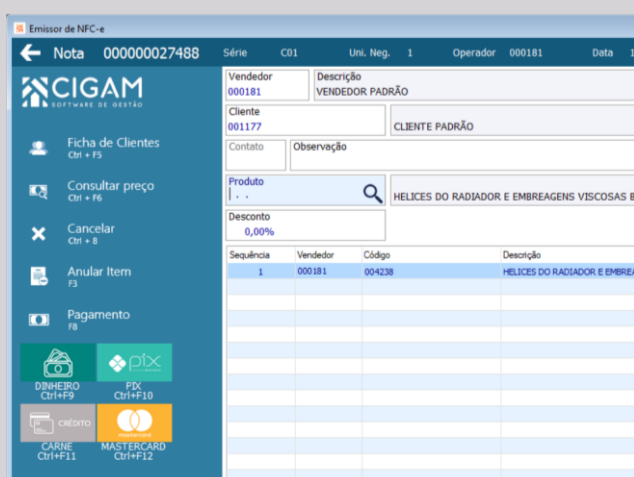 Emissor de NFC-e
Nota 000000027488 Série C01 Uni. Neg. 1 Operador 000181 Data 1
CIGAM
SOFTWARE DE GESTÃO
Ficha de Clientes
Ctrl + F5
Consultar preço
Ctrl + F6
Cancelar
Ctrl + 8
Anular Item
F3
Pagamento
F8
DINHEIRO
Ctrl+F9
pix
PIX
Ctrl+F10
CRÉDITO
CARNE
Ctrl+F11
mastercard
MASTERCARD
Ctrl+F12
Vendedor Descrição
000181 VENDEDOR PADRÃO
Cliente
001177 CLIENTE PADRÃO
Contato Observação
Produto
. . HELICES DO RADIADOR E EMBREAGENS VISCOSAS
Desconto
0,00%
Sequência Vendedor Código Descrição
1 000181 004238 HELICES DO RADIADOR E EMBREA